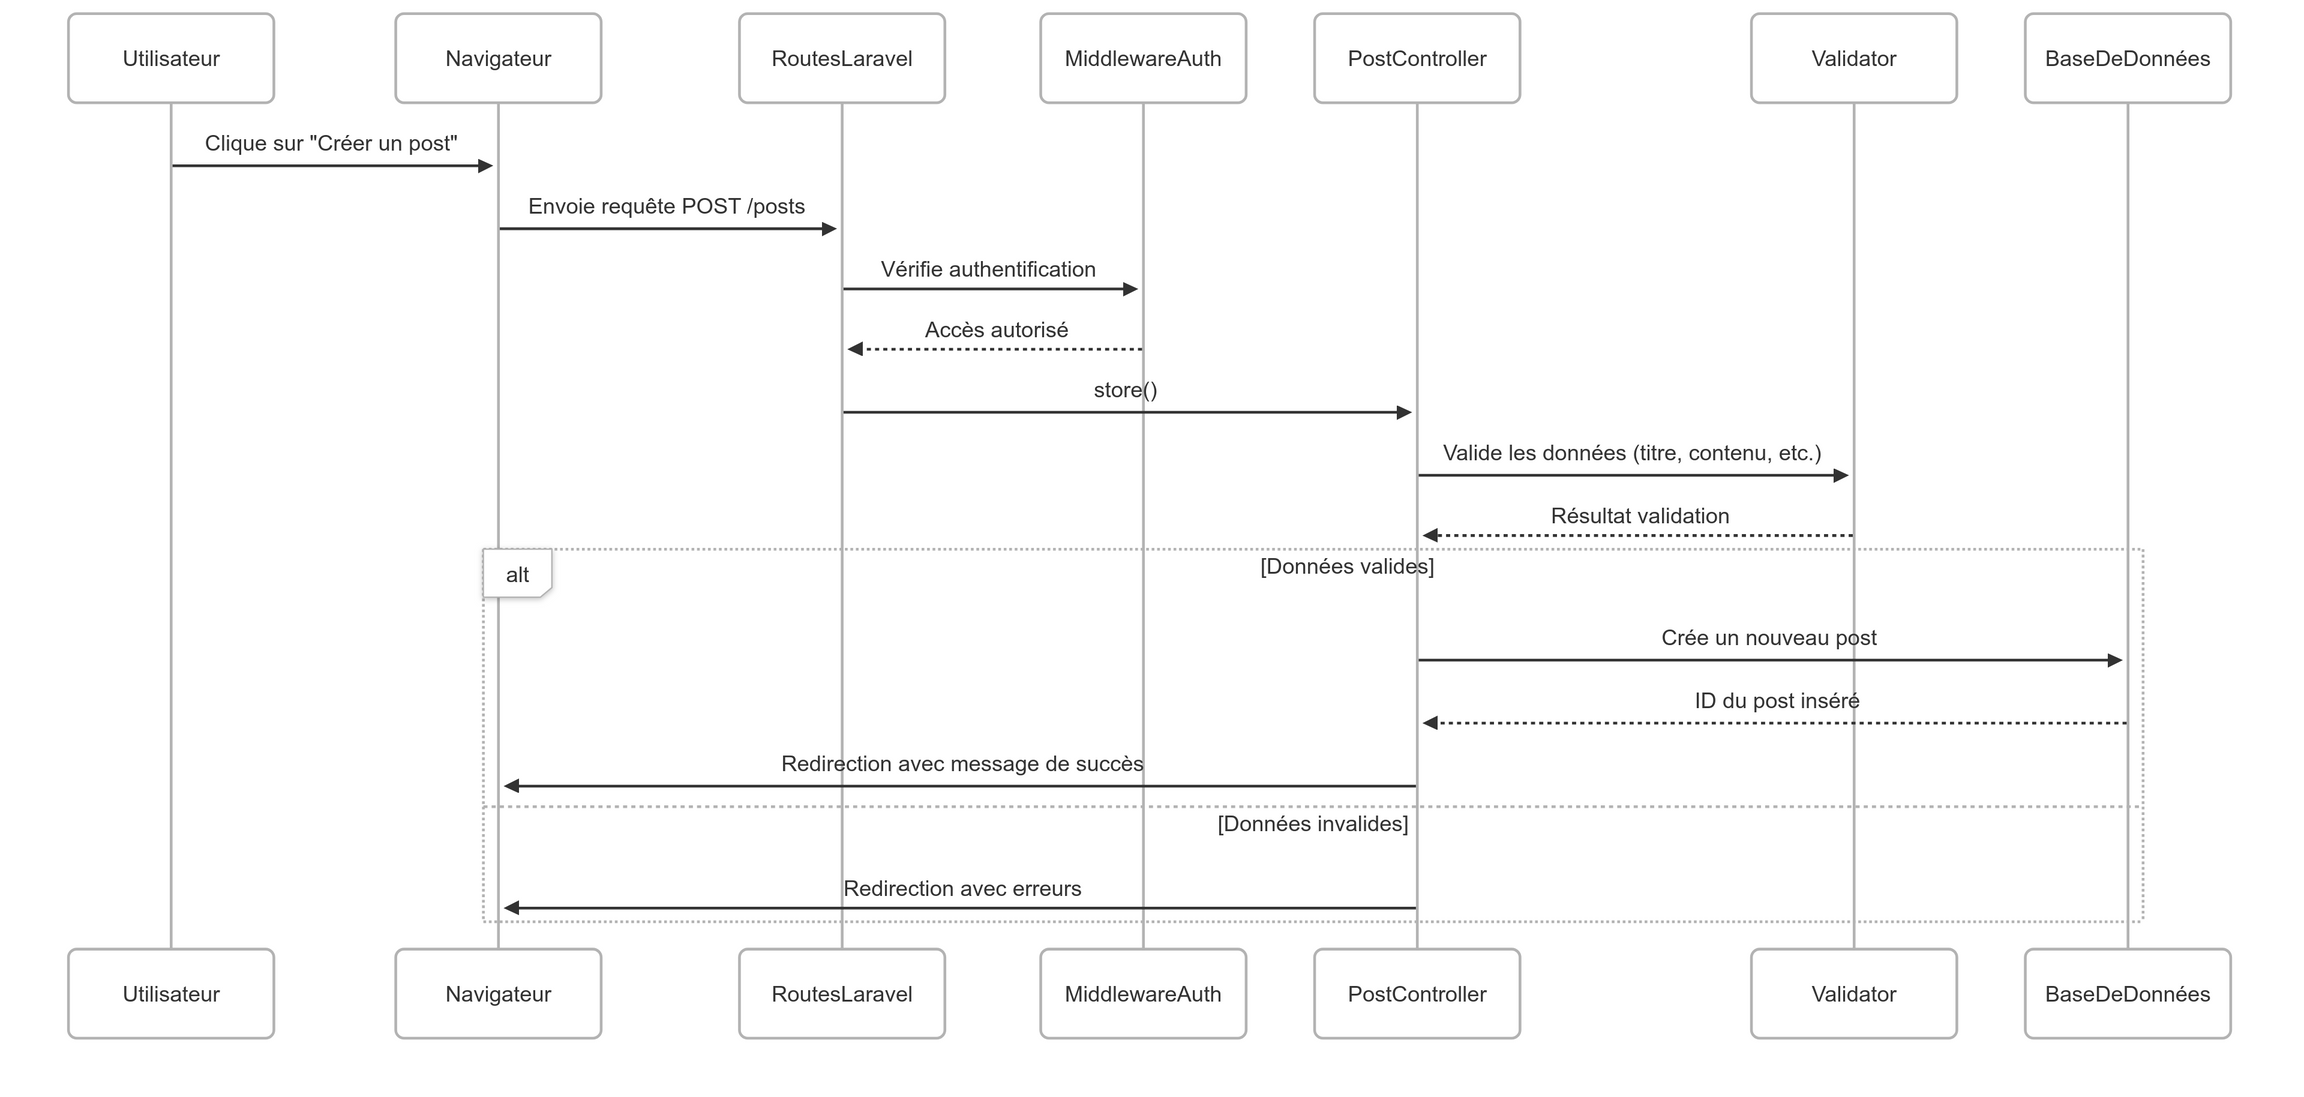 Utilisateur
Navigateur
RoutesLaravel
MiddlewareAuth
PostController
Validator
BaseDeDonnées
Clique sur "Créer un post"
Envoie requête POST /posts
Vérifie authentification
Accès autorisé
store()
Valide les données (titre, contenu, etc.)
Résultat validation
alt
[Données valides]
Crée un nouveau post
ID du post inséré
Redirection avec message de succès
[Données invalides]
Redirection avec erreurs
Utilisateur
Navigateur
RoutesLaravel
MiddlewareAuth
PostController
Validator
BaseDeDonnées